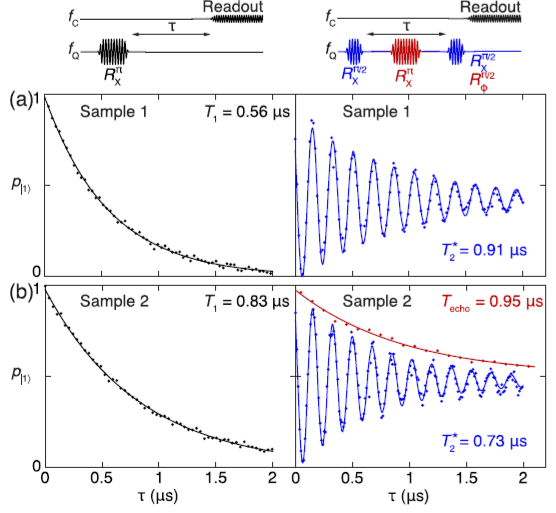 Readout
f_C
τ
f_Q
R_X^π
Readout
f_C
τ
f_Q
R_X^π/2
R_X^π
R_X^π/2
R_ϕ^π/2
(a)
1
Sample 1
T_1 = 0.56 µs
p_|1⟩
0
Sample 1
T_2^* = 0.91 µs
(b)
1
Sample 2
T_1 = 0.83 µs
p_|1⟩
0
0 0.5 1 1.5 2
τ (µs)
Sample 2
T_echo = 0.95 µs
T_2^* = 0.73 µs
0 0.5 1 1.5 2
τ (µs)